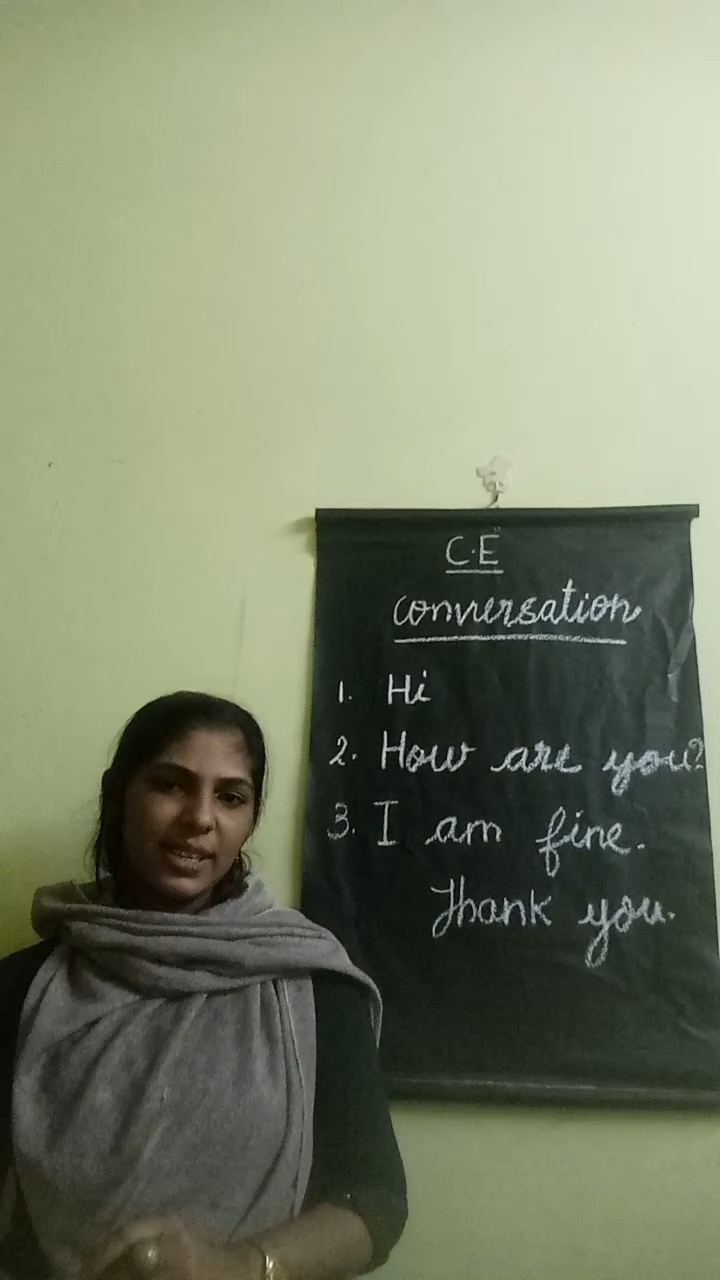 C.E
conversation
1. Hi
2. How are you?
3. I am fine.
Thank you.